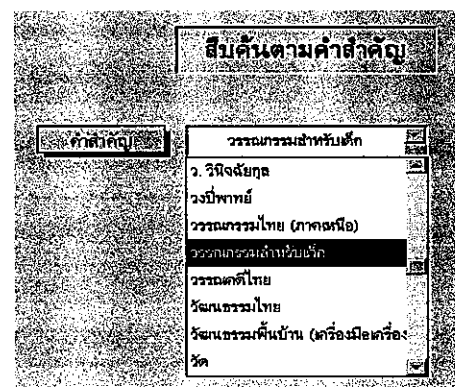 สืบค้นตามคำสำคัญ
คำสำคัญ
วรรณกรรมสำหรับเด็ก
ว. วินิจฉัยกุล
วงปี่พาทย์
วรรณกรรมไทย (ภาคเหนือ)
วรรณกรรมสำหรับเด็ก
วรรณคดีไทย
วัฒนธรรมไทย
วัฒนธรรมพื้นบ้าน (เครื่องมือเครื่อง
วัด